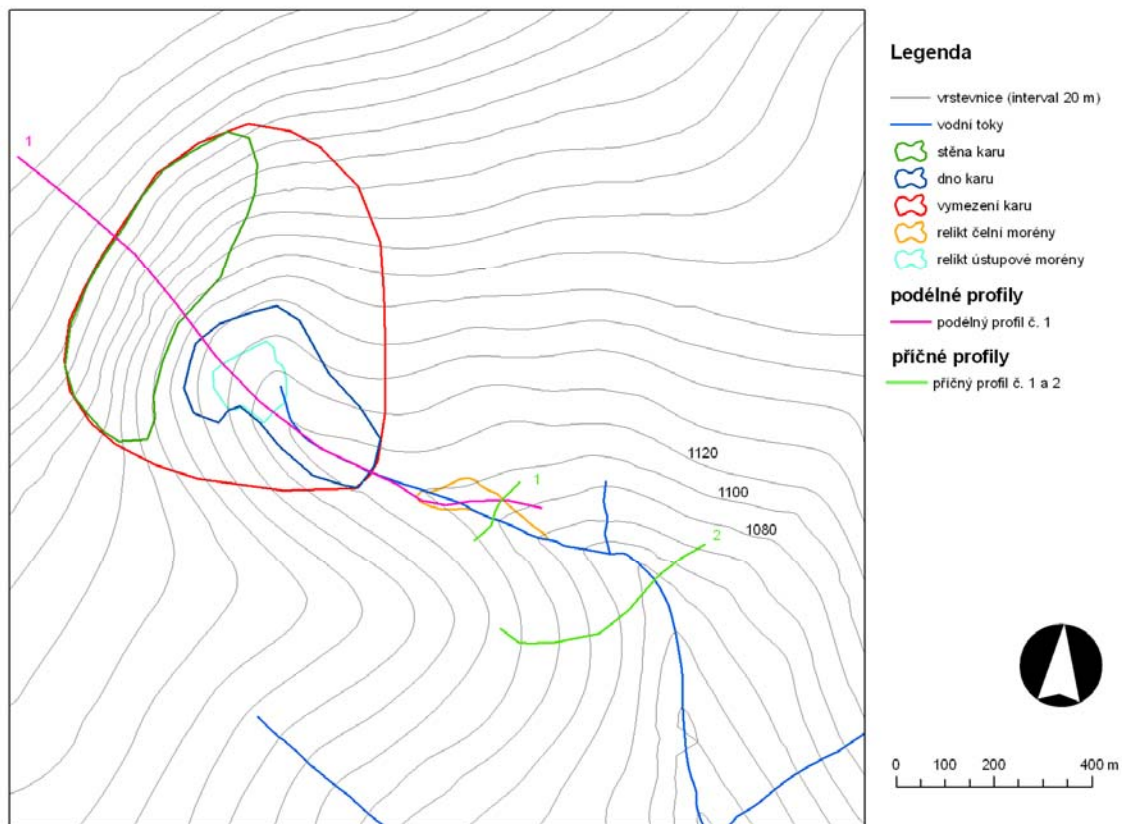 1
1120
1100
1080
1
2
Legenda
vrstevnice (interval 20 m)
vodní toky
stěna karu
dno karu
vymezení karu
relikt čelní morény
relikt ústupové morény
podélné profily
podélný profil č. 1
příčné profily
příčný profil č. 1 a 2
0 100 200 400 m